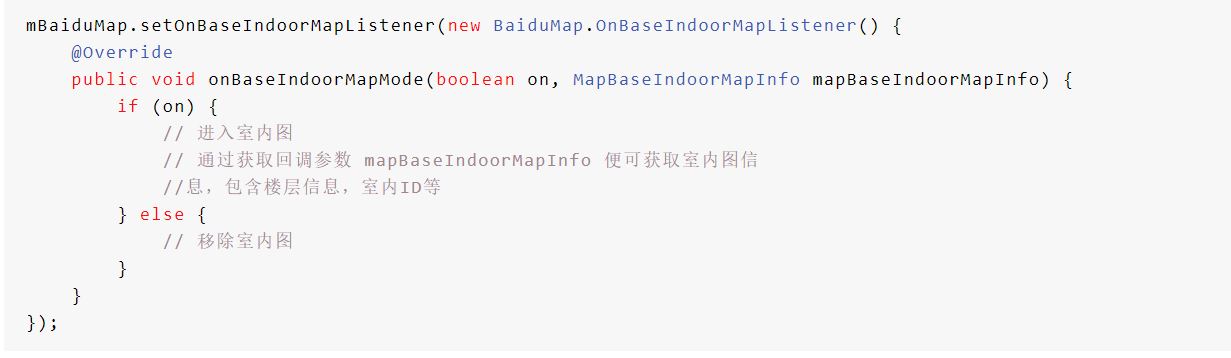 mBaiduMap.setOnBaseIndoorMapListener(new BaiduMap.OnBaseIndoorMapListener() {
    @Override
    public void onBaseIndoorMapMode(boolean on, MapBaseIndoorMapInfo mapBaseIndoorMapInfo) {
        if (on) {
            // 进入室内图
            // 通过获取回调参数 mapBaseIndoorMapInfo 便可获取室内图信
            //息，包含楼层信息，室内ID等
        } else {
            // 移除室内图
        }
    }
});